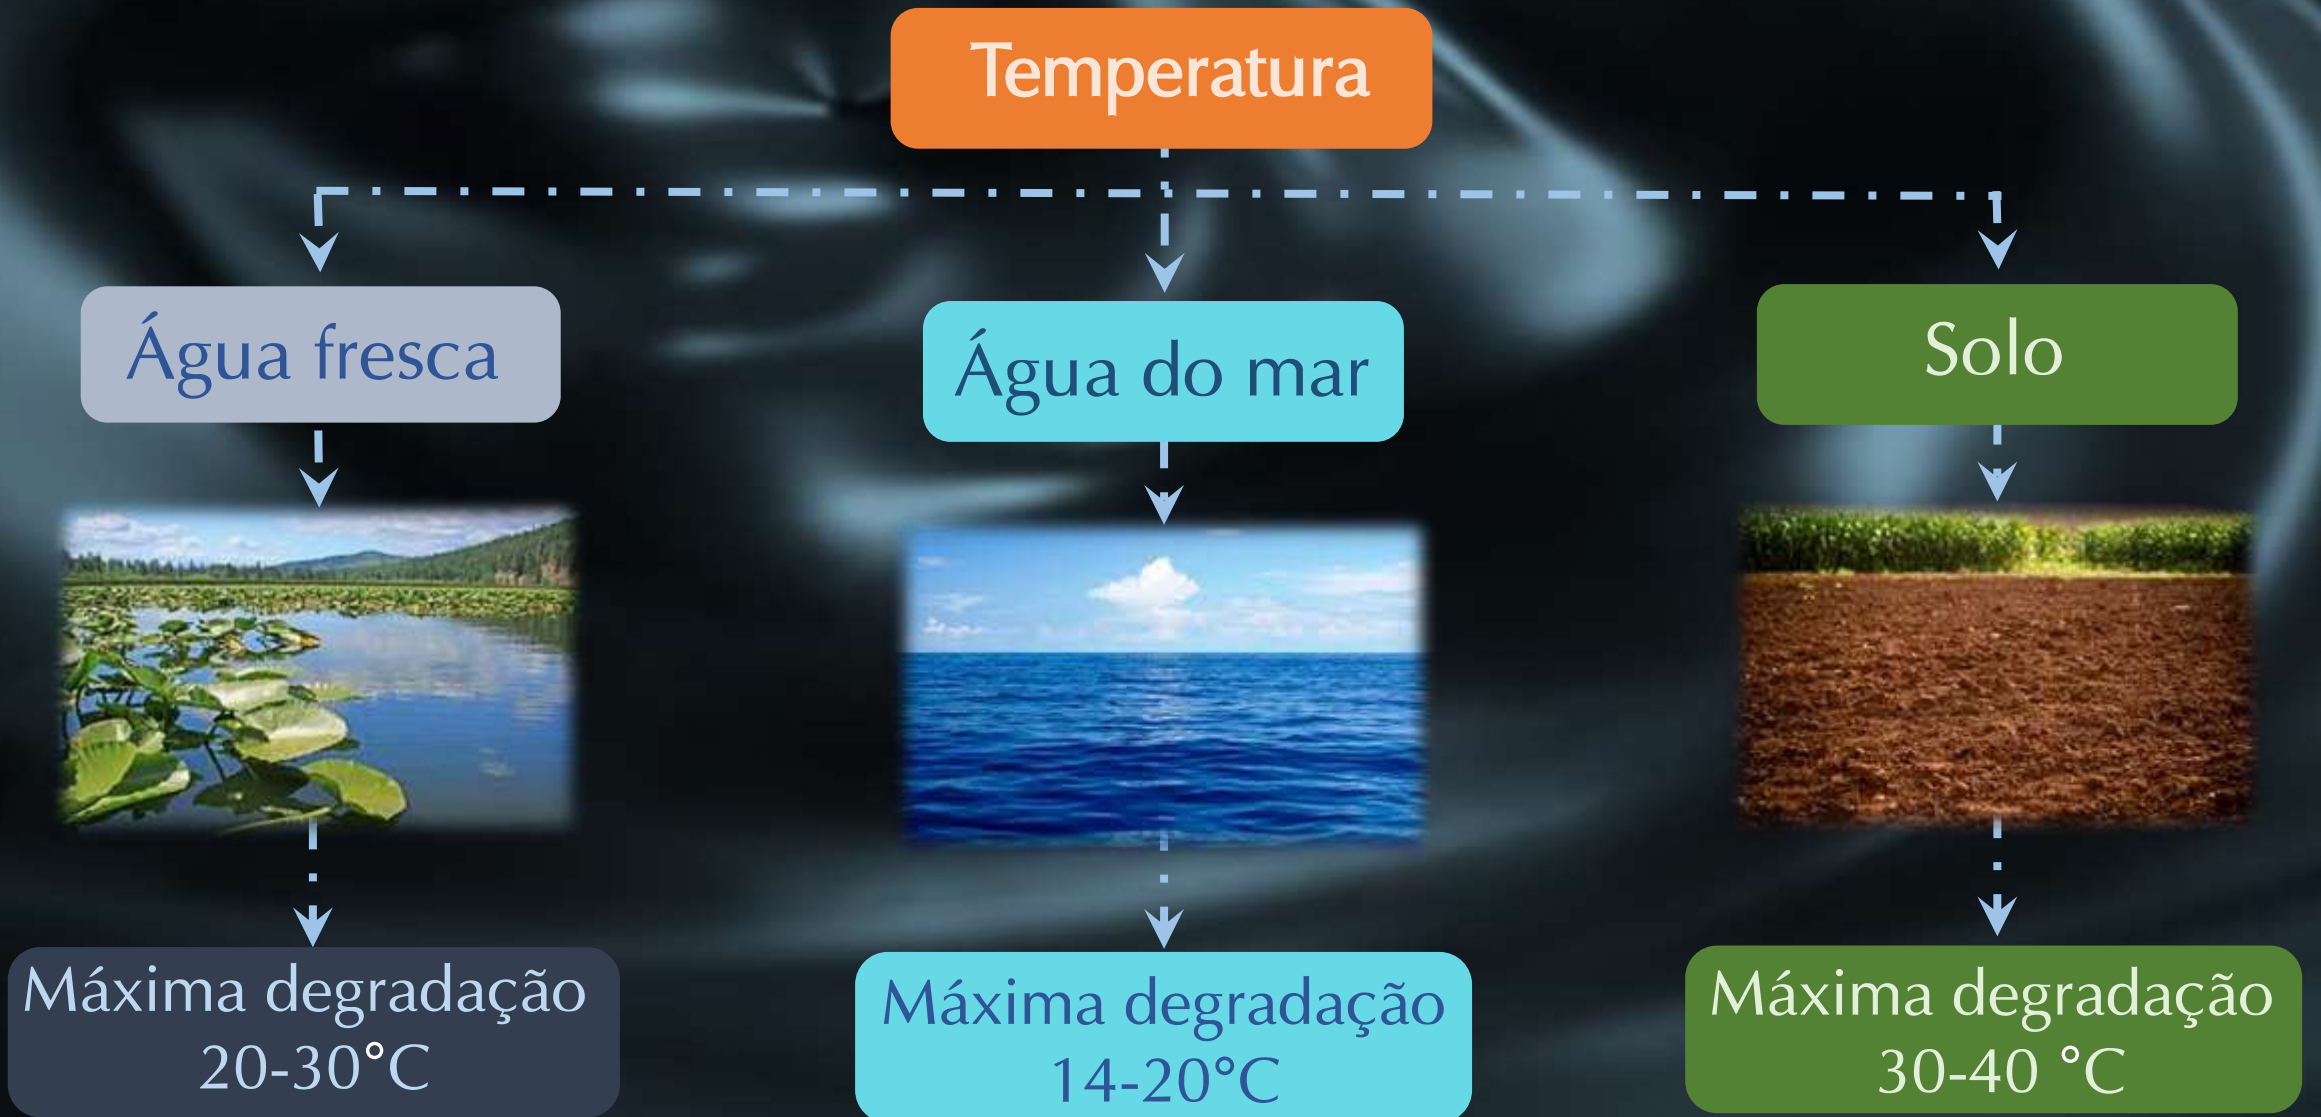 Temperatura
Água fresca
Água do mar
Solo
Máxima degradação
20-30°C
Máxima degradação
14-20°C
Máxima degradação
30-40 °C